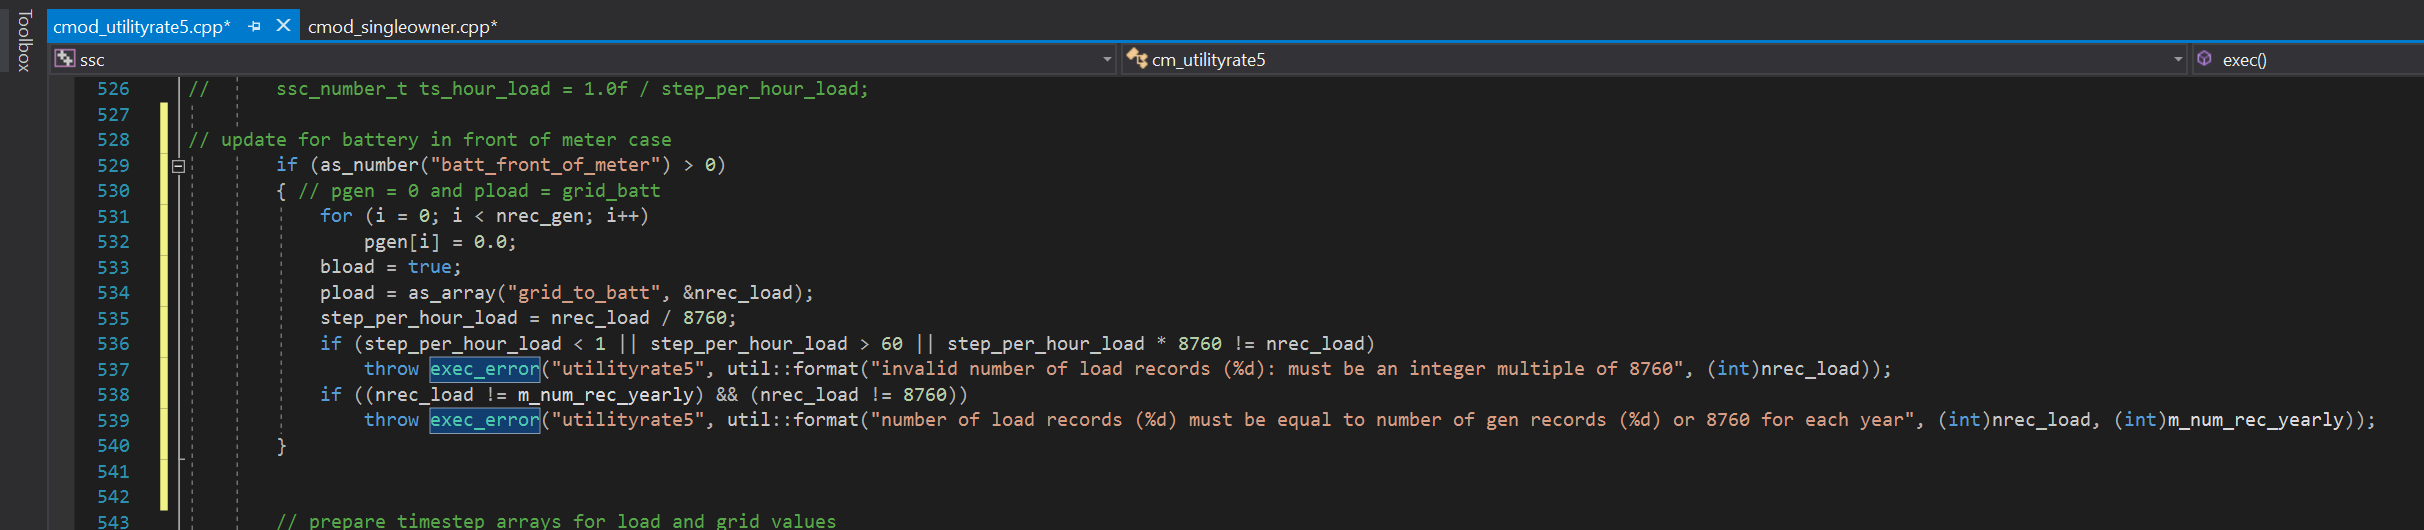 Toolbox
cmod_utilityrate5.cpp* cmod_singleowner.cpp*
ssc cm_utilityrate5 exec()
526 // ssc_number_t ts_hour_load = 1.0f / step_per_hour_load;
527
528 // update for battery in front of meter case
529 if (as_number("batt_front_of_meter") > 0)
530 { // pgen = 0 and pload = grid_batt
531 for (i = 0; i < nrec_gen; i++)
532 pgen[i] = 0.0;
533 bload = true;
534 pload = as_array("grid_to_batt", &nrec_load);
535 step_per_hour_load = nrec_load / 8760;
536 if (step_per_hour_load < 1 || step_per_hour_load > 60 || step_per_hour_load * 8760 != nrec_load)
537 throw exec_error("utilityrate5", util::format("invalid number of load records (%d): must be an integer multiple of 8760", (int)nrec_load));
538 if ((nrec_load != m_num_rec_yearly) && (nrec_load != 8760))
539 throw exec_error("utilityrate5", util::format("number of load records (%d) must be equal to number of gen records (%d) or 8760 for each year", (int)nrec_load, (int)m_num_rec_yearly));
540 }
541
542
543 // prepare timestep arrays for load and grid values